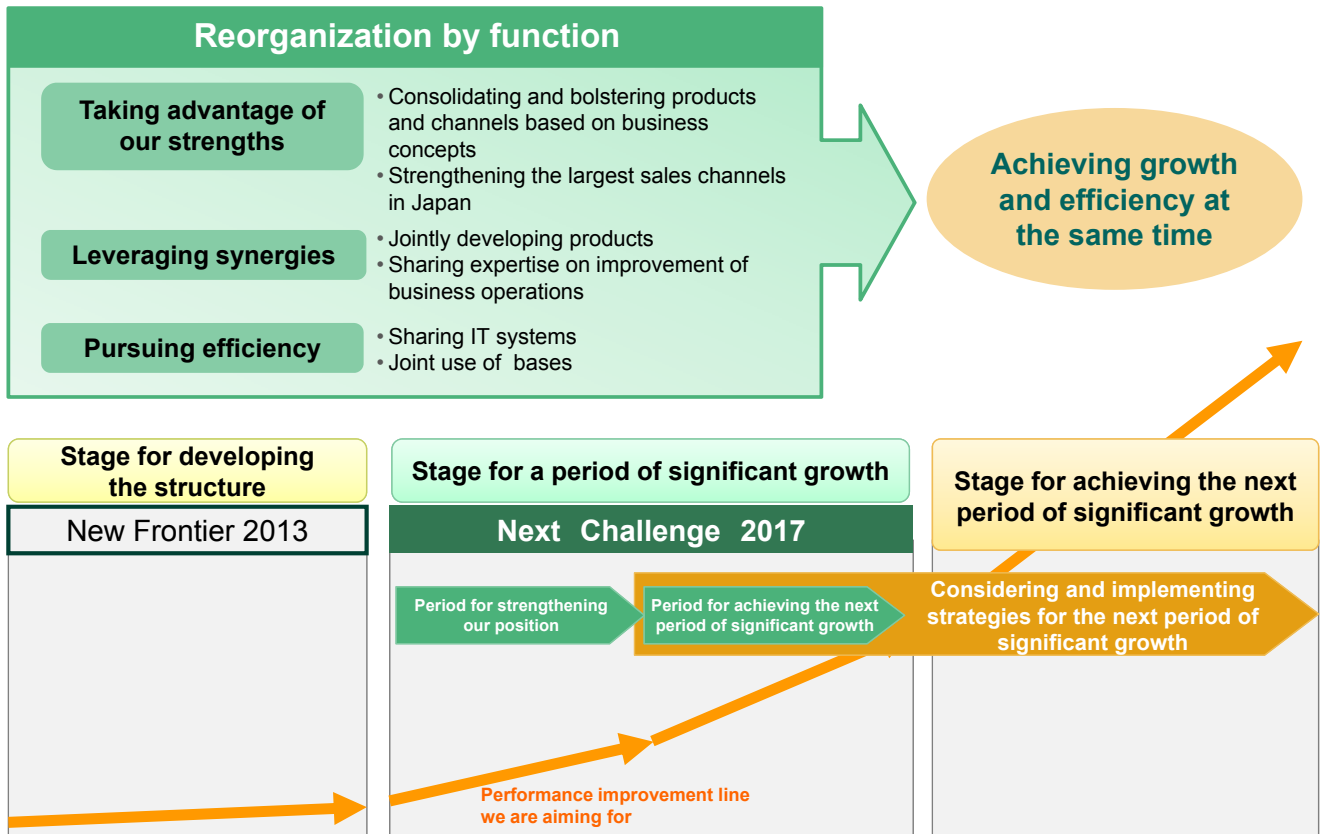 Reorganization by function
Taking advantage of
our strengths
• Consolidating and bolstering products
and channels based on business
concepts
• Strengthening the largest sales channels
in Japan
Leveraging synergies
• Jointly developing products
• Sharing expertise on improvement of
business operations
Pursuing efficiency
• Sharing IT systems
• Joint use of bases
Achieving growth
and efficiency at
the same time
Stage for developing
the structure
New Frontier 2013
Stage for a period of significant growth
Next Challenge 2017
Stage for achieving the next
period of significant growth
Period for strengthening
our position
Period for achieving the next
period of significant growth
Considering and implementing
strategies for the next period of
significant growth
Performance improvement line
we are aiming for